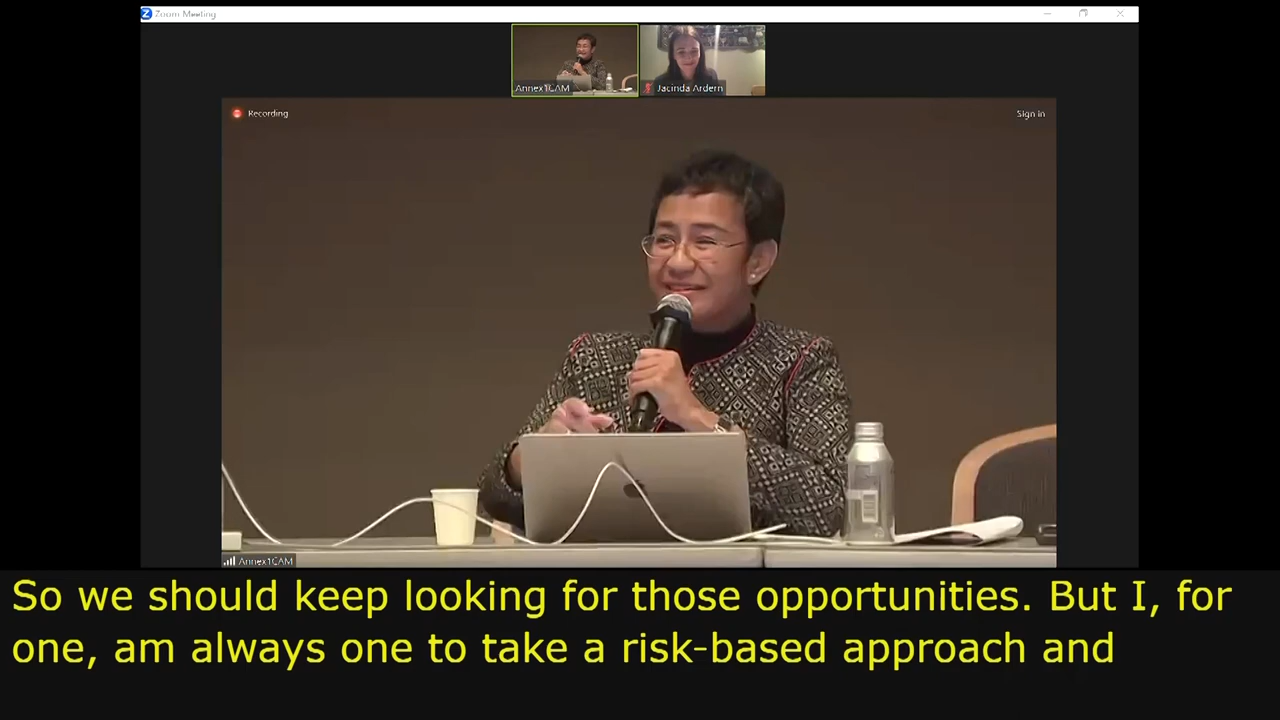 Zoom Meeting
Annex1CAM
Jacinda Ardern
Recording
Sign in
Annex1CAM
So we should keep looking for those opportunities. But I, for
one, am always one to take a risk-based approach and